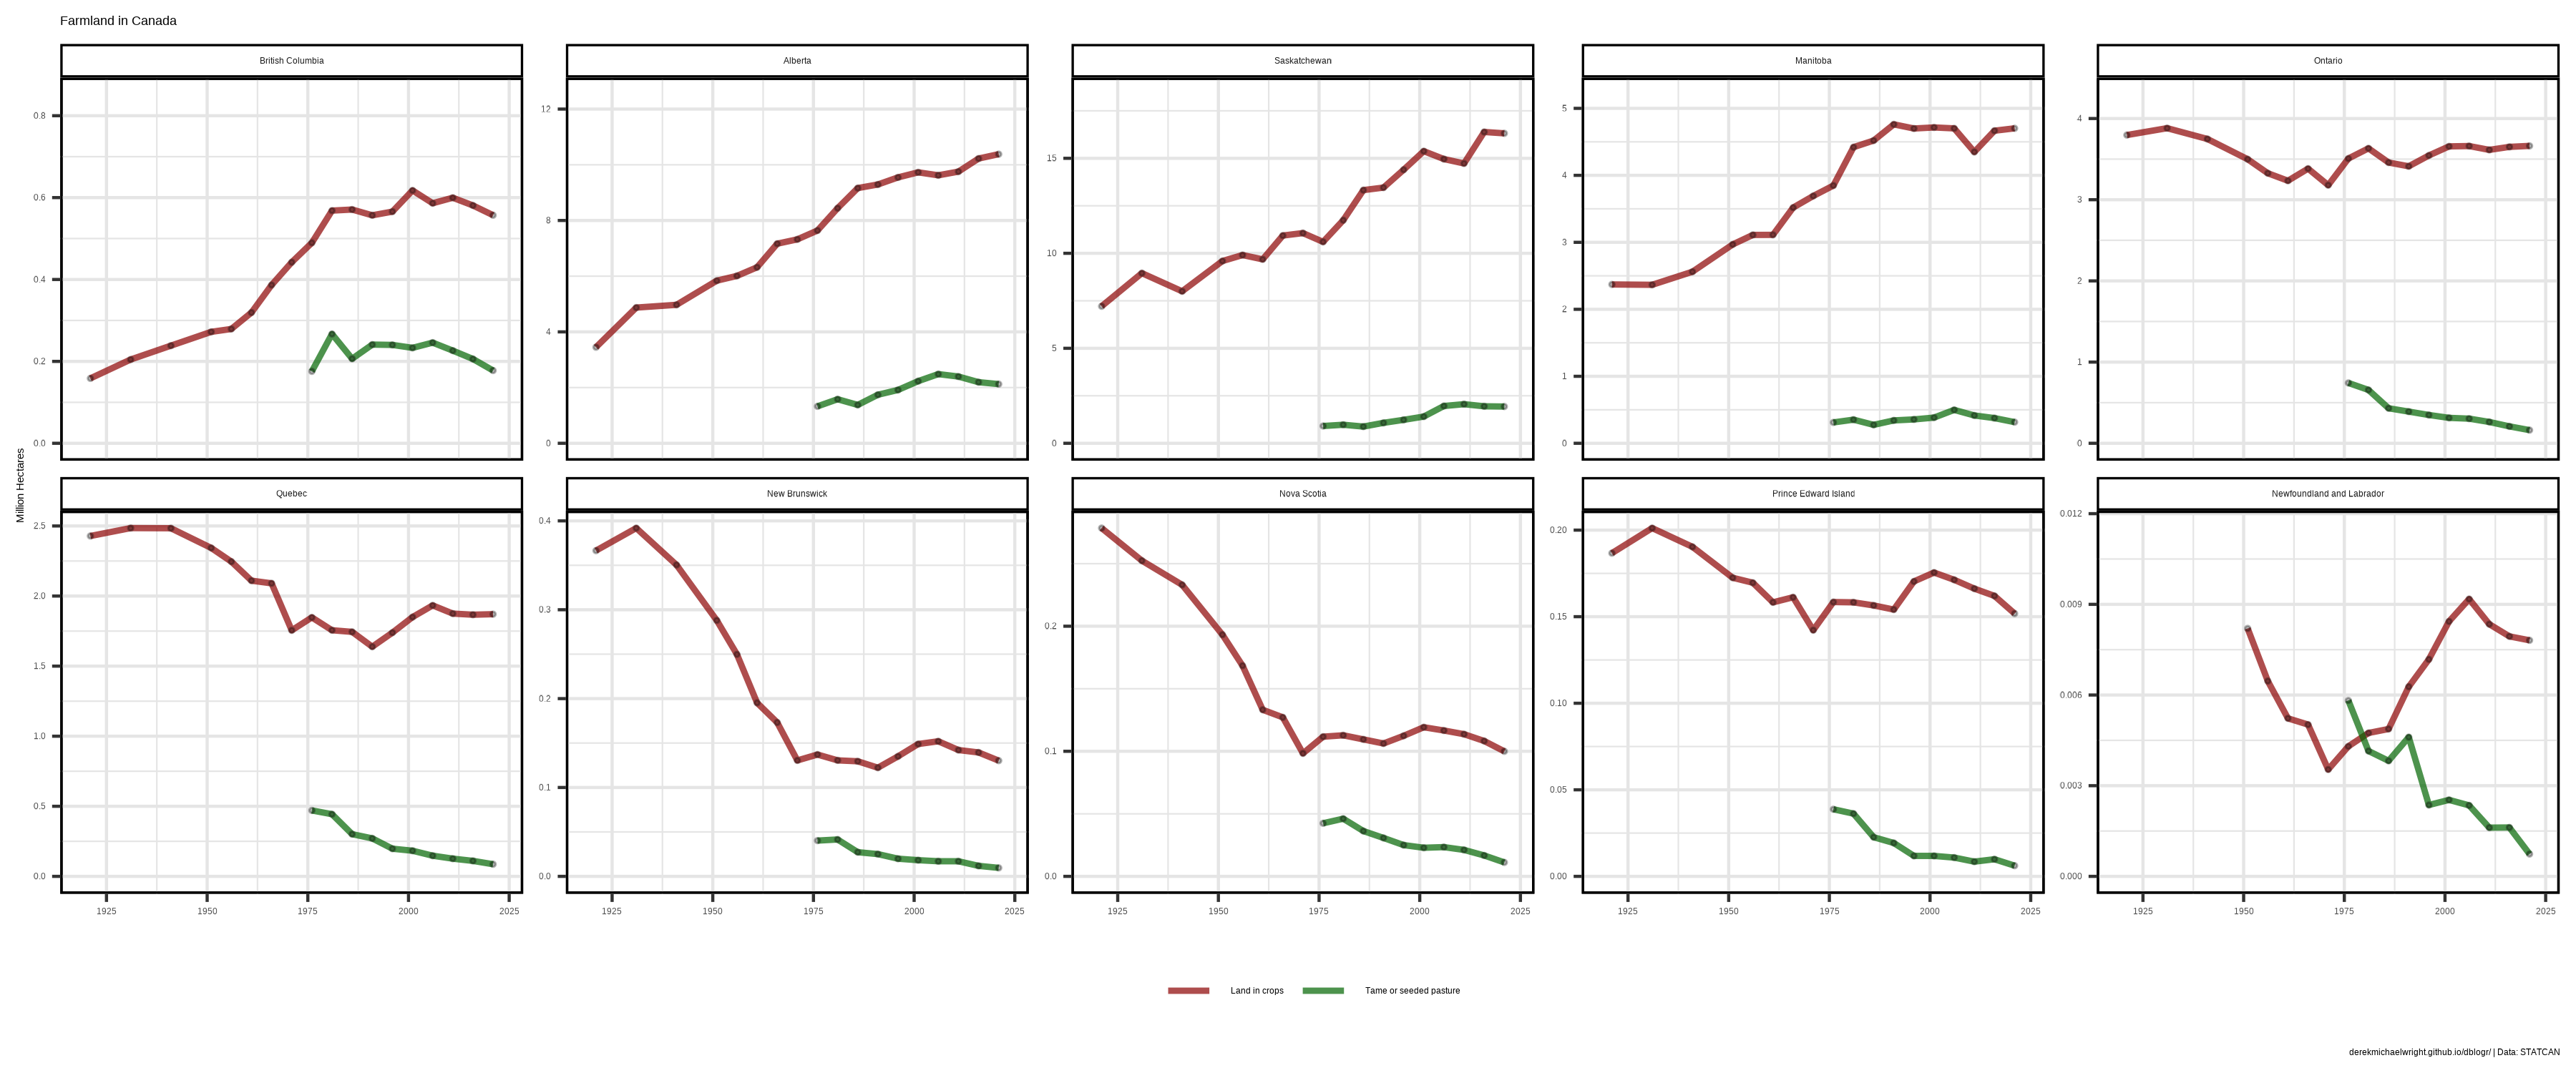 Farmland in Canada
British Columbia
Alberta
Saskatchewan
Manitoba
Ontario
0.8
0.6
0.4
0.2
0.0
12
8
4
0
15
10
5
0
5
4
3
2
1
0
4
3
2
1
0
Million Hectares
Quebec
New Brunswick
Nova Scotia
Prince Edward Island
Newfoundland and Labrador
2.5
2.0
1.5
1.0
0.5
0.0
0.4
0.3
0.2
0.1
0.0
0.2
0.1
0.0
0.20
0.15
0.10
0.05
0.00
0.012
0.009
0.006
0.003
0.000
1925 1950 1975 2000 2025
1925 1950 1975 2000 2025
1925 1950 1975 2000 2025
1925 1950 1975 2000 2025
1925 1950 1975 2000 2025
Land in crops
Tame or seeded pasture
derekmichaelwright.github.io/dblogr/ | Data: STATCAN